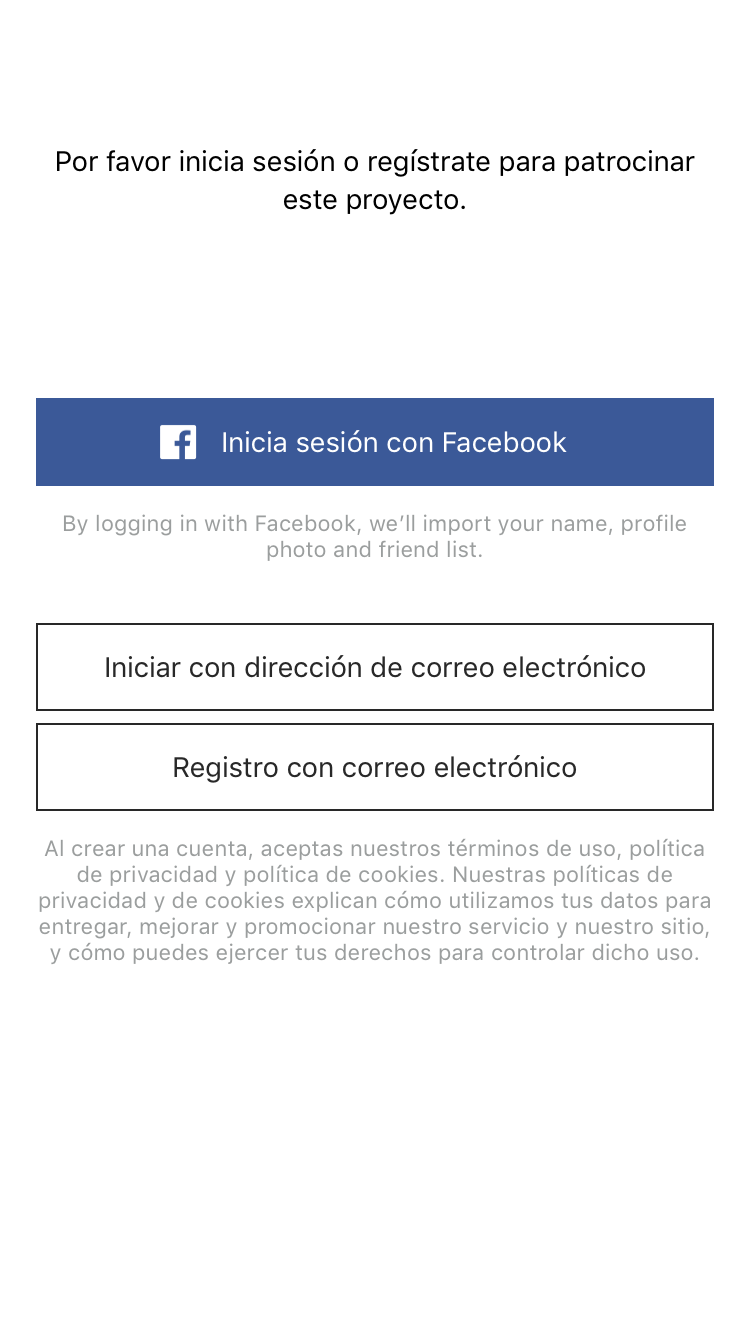 Por favor inicia sesión o regístrate para patrocinar
este proyecto.
Inicia sesión con Facebook
By logging in with Facebook, we’ll import your name, profile
photo and friend list.
Iniciar con dirección de correo electrónico
Registro con correo electrónico
Al crear una cuenta, aceptas nuestros términos de uso, política
de privacidad y política de cookies. Nuestras políticas de
privacidad y de cookies explican cómo utilizamos tus datos para
entregar, mejorar y promocionar nuestro servicio y nuestro sitio,
y cómo puedes ejercer tus derechos para controlar dicho uso.